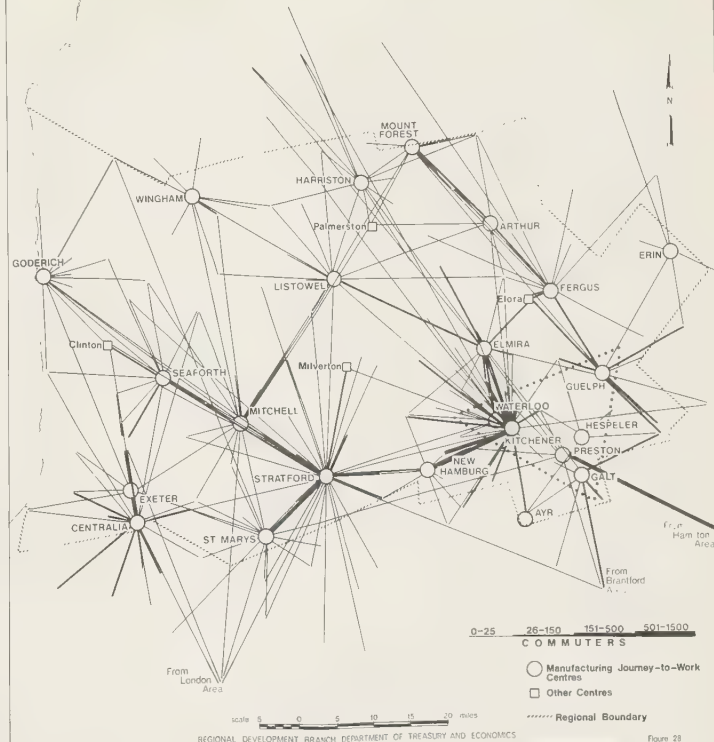 N
MOUNT
FOREST
HARRISTON
WINGHAM
Palmerston
ARTHUR
ERIN
GODERICH
LISTOWEL
FERGUS
Elora
Clinton
ELMIRA
SEAFORTH
Milverton
GUELPH
MITCHELL
WATERLOO
HESPELER
KITCHENER
PRESTON
STRATFORD
NEW
HAMBURG
GALT
EXETER
CENTRALIA
ST MARYS
AYR
Area
From
Brantford
From
London
Area
0-25 26-150 151-500 501-1500
COMMUTERS
Manufacturing Journey-to-Work
Centres
Other Centres
Regional Boundary
scale 5 0 5 10 15 20 miles
REGIONAL DEVELOPMENT BRANCH DEPARTMENT OF TREASURY AND ECONOMICS
Figure 28